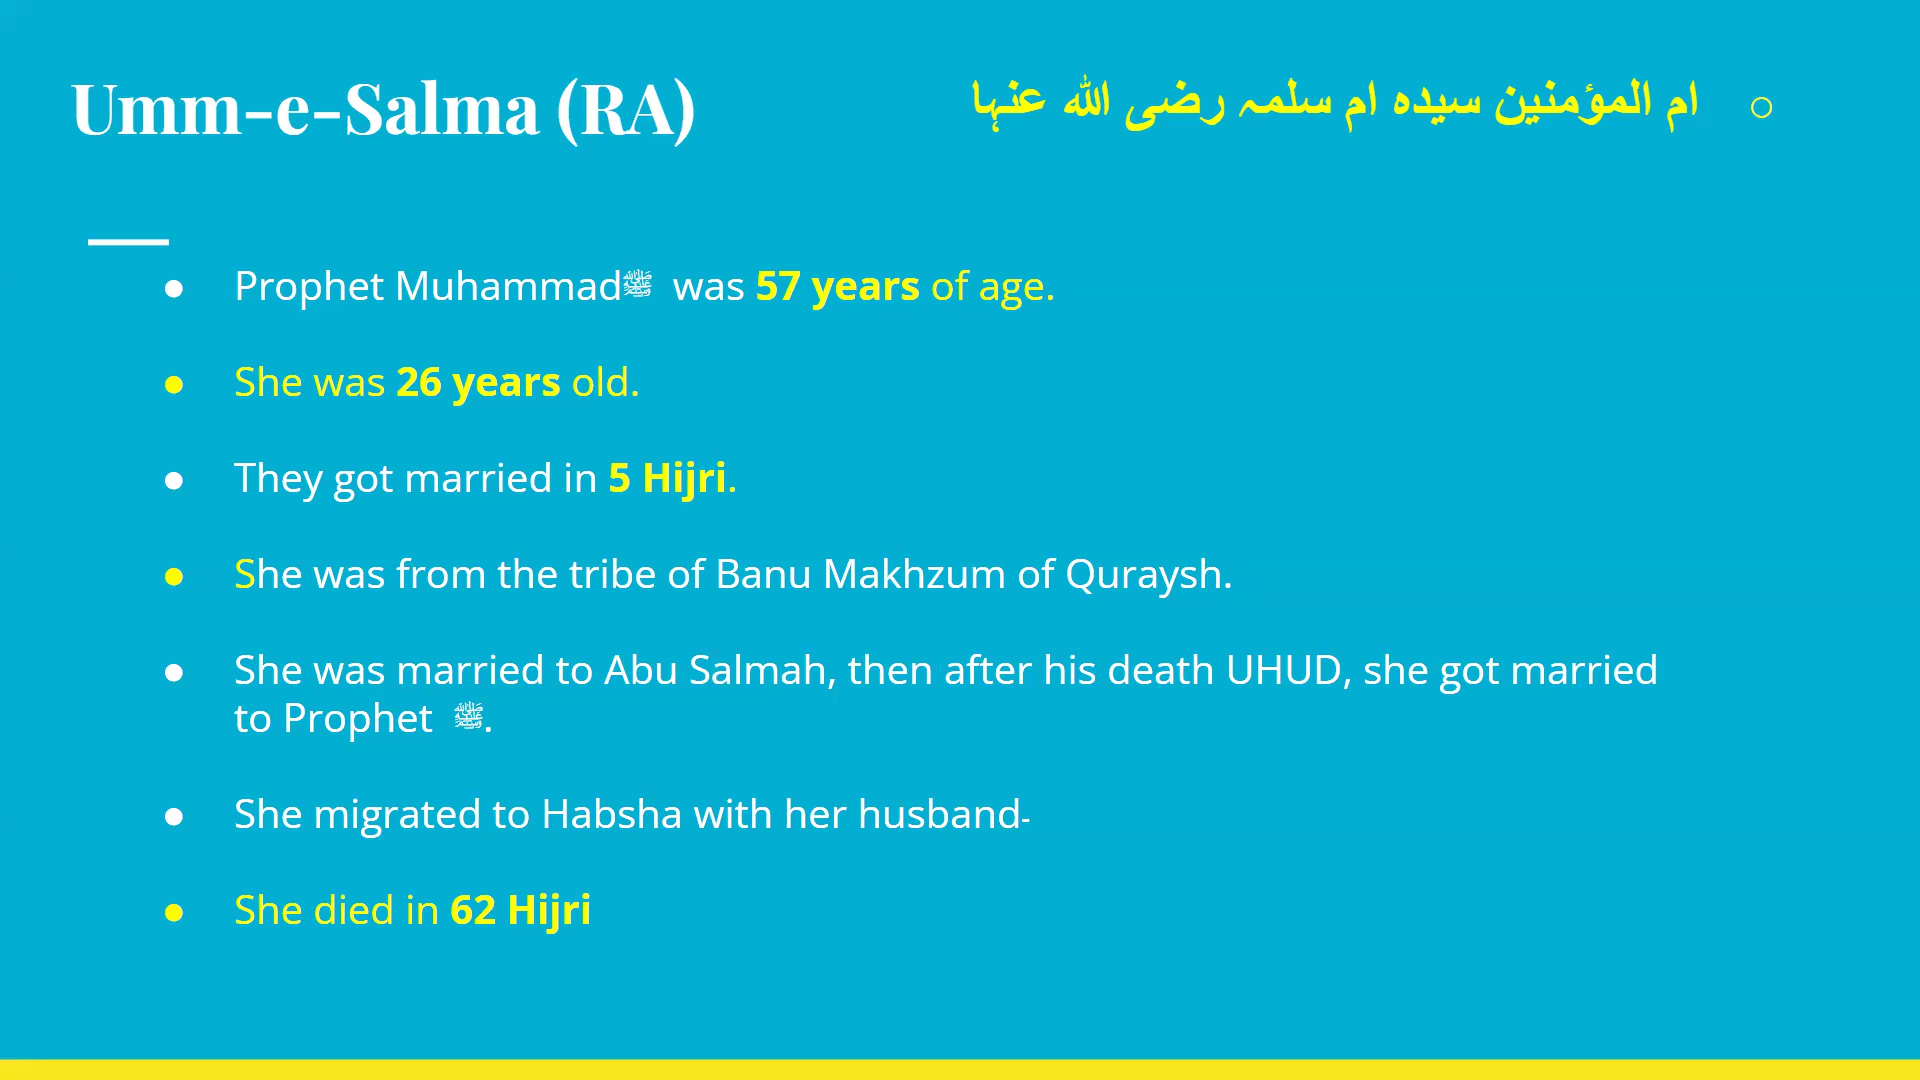 Umm-e-Salma (RA)
○ ام المؤمنین سیدہ ام سلمہ رضی اللہ عنہا
● Prophet Muhammadﷺ was 57 years of age.
● She was 26 years old.
● They got married in 5 Hijri.
● She was from the tribe of Banu Makhzum of Quraysh.
● She was married to Abu Salmah, then after his death UHUD, she got married
to Prophet ﷺ.
● She migrated to Habsha with her husband-
● She died in 62 Hijri